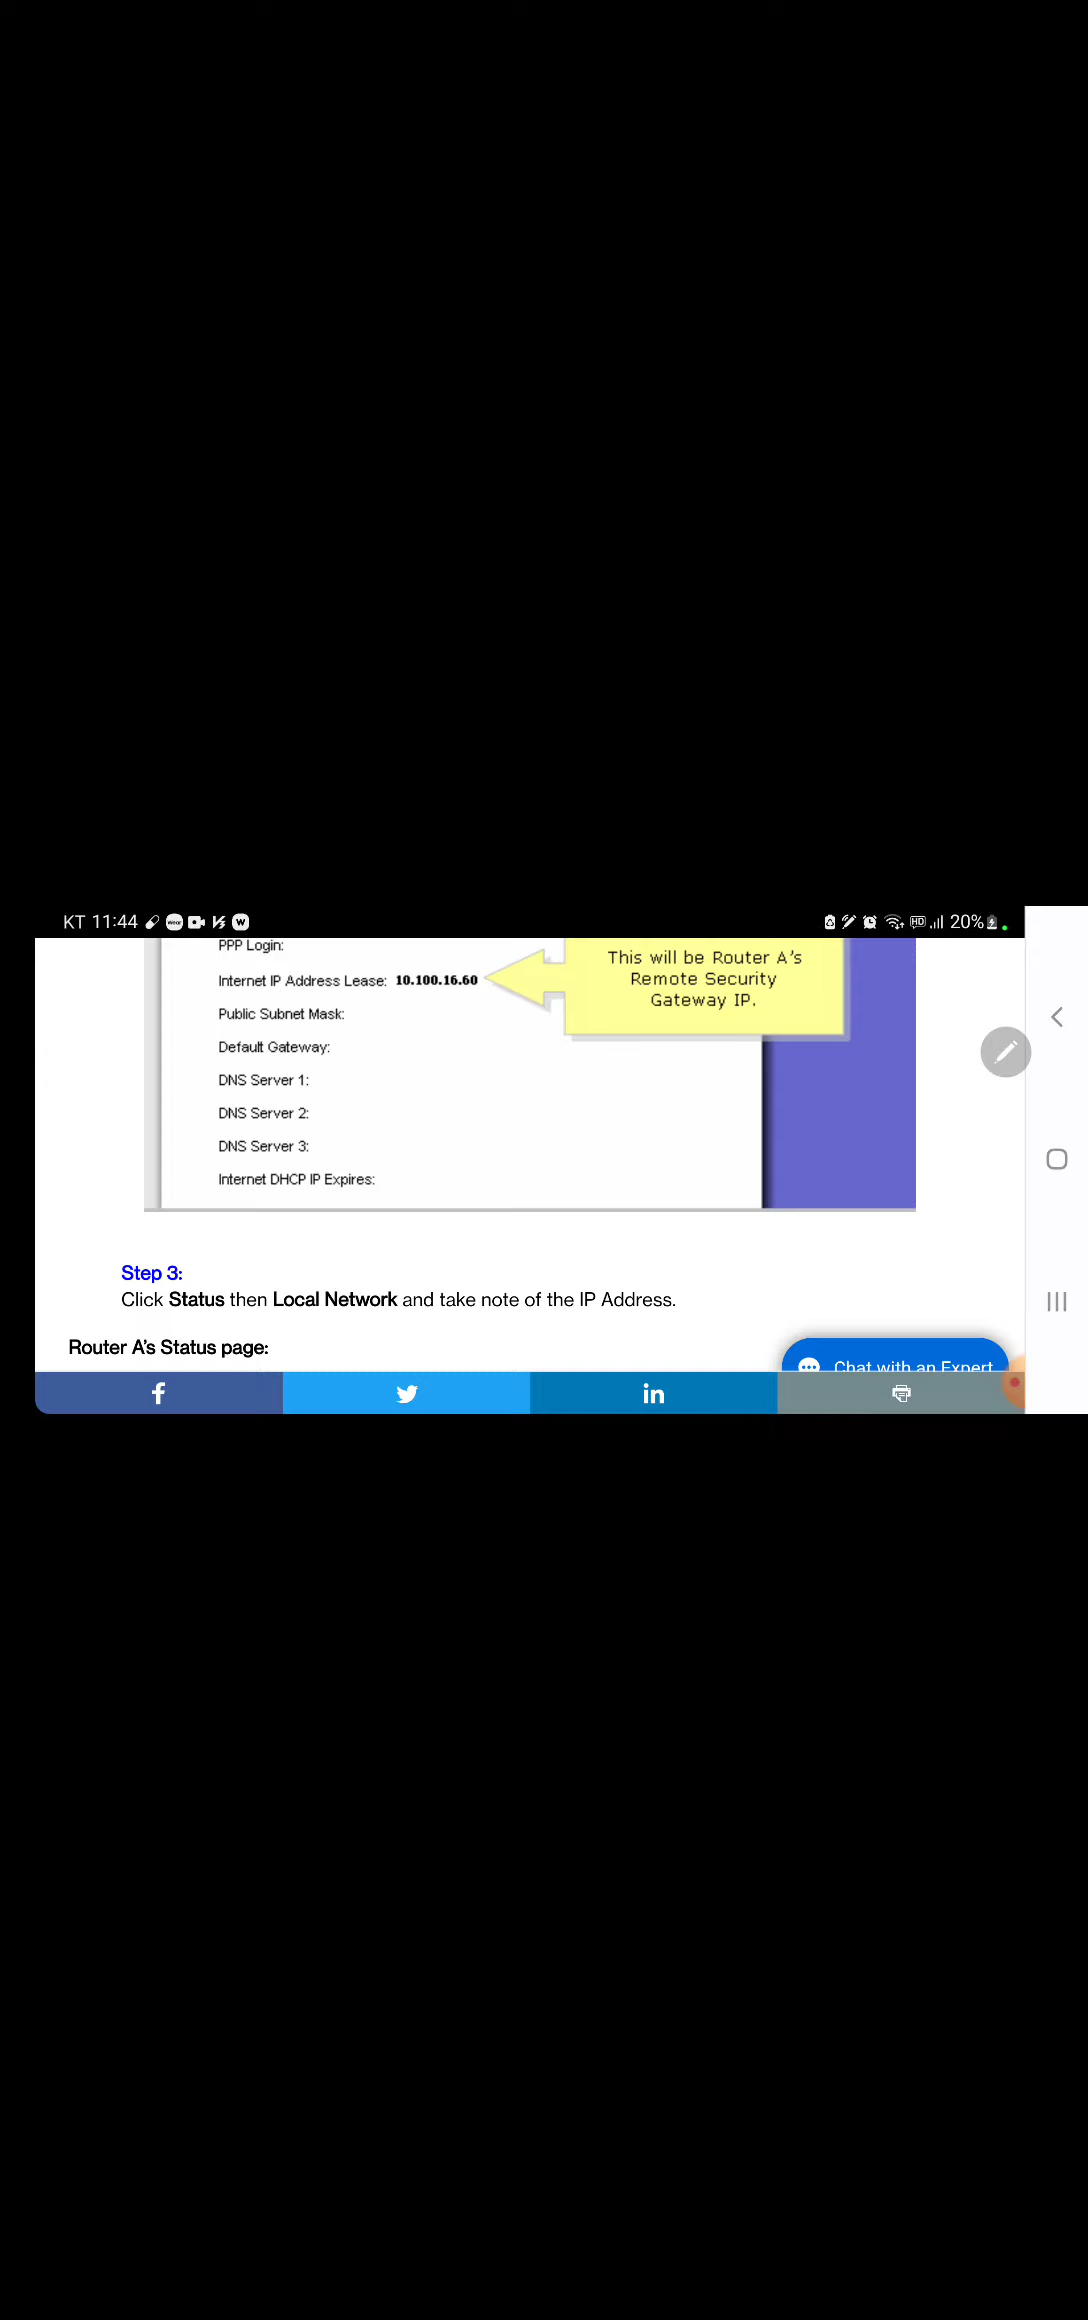 KT 11:44
HD 20%
PPP Login:
Internet IP Address Lease: 10.100.16.60
This will be Router A's
Remote Security
Gateway IP.
Public Subnet Mask:
Default Gateway:
DNS Server 1:
DNS Server 2:
DNS Server 3:
Internet DHCP IP Expires:
Step 3:
Click Status then Local Network and take note of the IP Address.
Router A's Status page:
Chat with an Expert